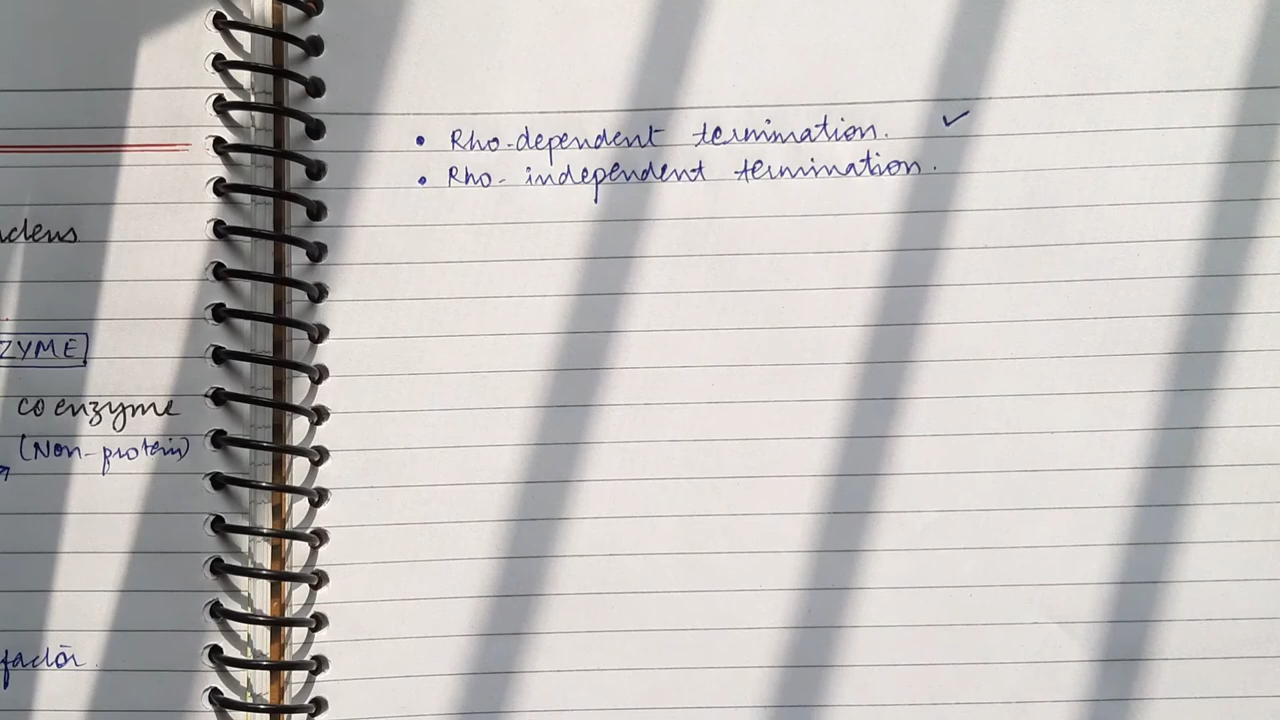 • Rho-dependent termination. ✓
• Rho-independent termination.
ZYME
coenzyme
(Non-protein)
factor.